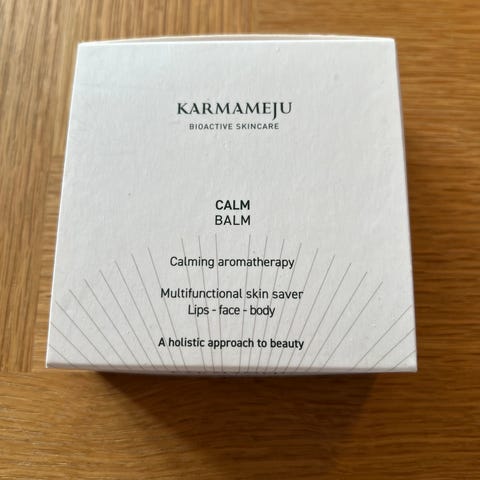 KARMAMEJU
BIOACTIVE SKINCARE
CALM
BALM
Calming aromatherapy
Multifunctional skin saver
Lips - face - body
A holistic approach to beauty